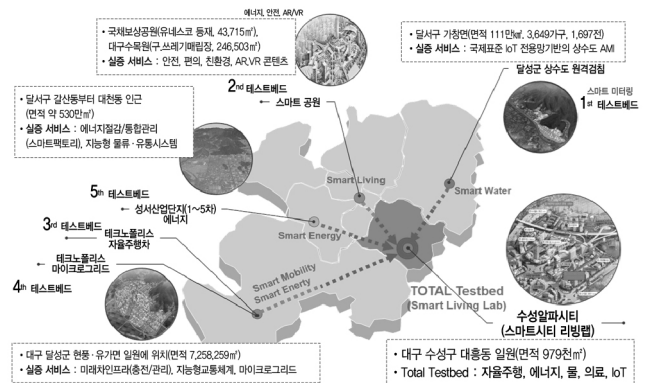 에너지, 안전, AR/VR
• 국채보상공원(유네스코 등재, 43,715㎡),
대구수목원(구,쓰레기매립장, 246,503㎡)
• 실증 서비스 : 안전, 편의, 친환경, AR,VR 콘텐츠
2nd 테스트베드
스마트 공원
• 달서구 가창면(면적 111만㎢, 3,649가구, 1,697전)
• 실증 서비스 : 국제표준 IoT 전용망기반의 상수도 AMI
달성군 상수도 원격검침
스마트 미터링
1st 테스트베드
• 달서구 갈산동부터 대천동 인근
(면적 약 530만㎡)
• 실증 서비스 : 에너지절감/통합관리
(스마트팩토리), 지능형 물류·유통시스템
Smart Living
Smart Water
5th 테스트베드
성서산업단지(1~5차)
에너지
Smart Energy
3rd 테스트베드
테크노폴리스
자율주행차
테크노폴리스
마이크로그리드
4th 테스트베드
Smart Mobility
Smart Enerty
TOTAL Testbed
(Smart Living Lab)
수성알파시티
(스마트시티 리빙랩)
• 대구 달성군 현풍·유가면 일원에 위치(면적 7,258,259㎡)
• 실증 서비스 : 미래차인프라(충전/관리), 지능형교통체계, 마이크로그리드
• 대구 수성구 대흥동 일원(면적 979천㎡)
• Total Testbed : 자율주행, 에너지, 물, 의료, IoT